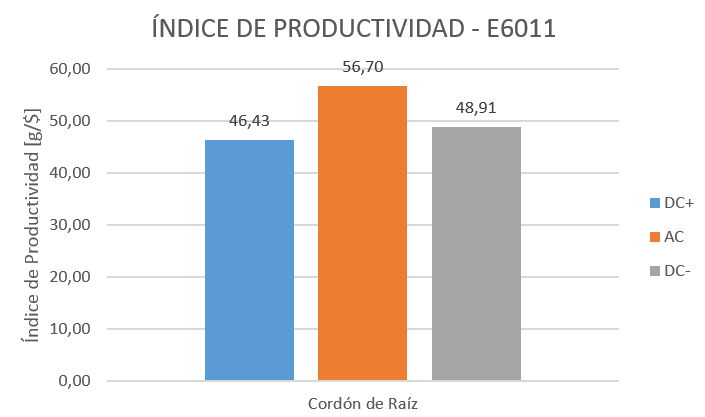 ÍNDICE DE PRODUCTIVIDAD - E6011
Índice de Productividad [g/$]
60,00
50,00
40,00
30,00
20,00
10,00
0,00
46,43
56,70
48,91
Cordón de Raíz
DC+
AC
DC-